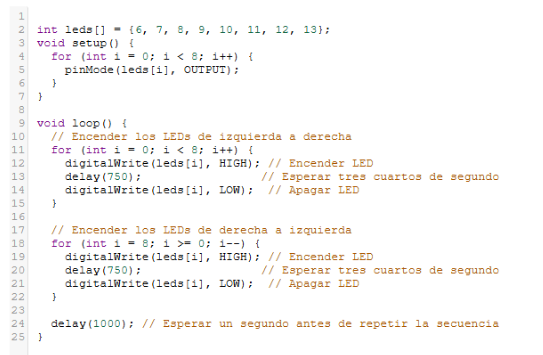 1
2 int leds[] = {6, 7, 8, 9, 10, 11, 12, 13};
3 void setup() {
4   for (int i = 0; i < 8; i++) {
5     pinMode(leds[i], OUTPUT);
6   }
7 }
8
9 void loop() {
10   // Encender los LEDs de izquierda a derecha
11   for (int i = 0; i < 8; i++) {
12     digitalWrite(leds[i], HIGH); // Encender LED
13     delay(750);                 // Esperar tres cuartos de segundo
14     digitalWrite(leds[i], LOW);  // Apagar LED
15   }
16
17   // Encender los LEDs de derecha a izquierda
18   for (int i = 8; i >= 0; i--) {
19     digitalWrite(leds[i], HIGH); // Encender LED
20     delay(750);                 // Esperar tres cuartos de segundo
21     digitalWrite(leds[i], LOW);  // Apagar LED
22   }
23
24   delay(1000); // Esperar un segundo antes de repetir la secuencia
25 }